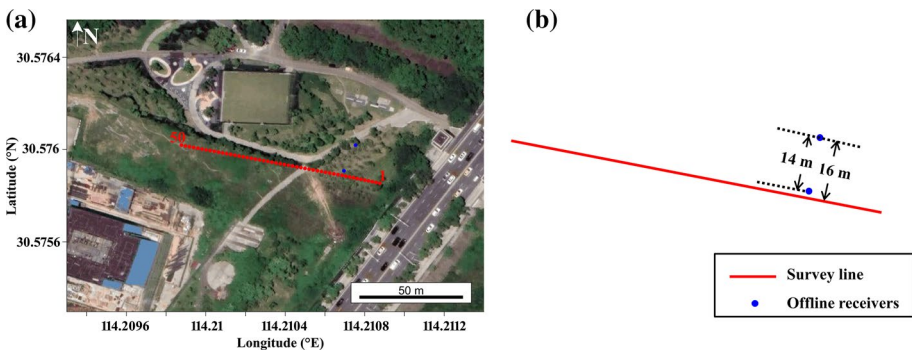 (a)
N
30.5764
30.576
30.5756
Latitude (°N)
50
1
50 m
114.2096
114.21
114.2104
114.2108
114.2112
Longitude (°E)
(b)
14 m
16 m
Survey line
Offline receivers